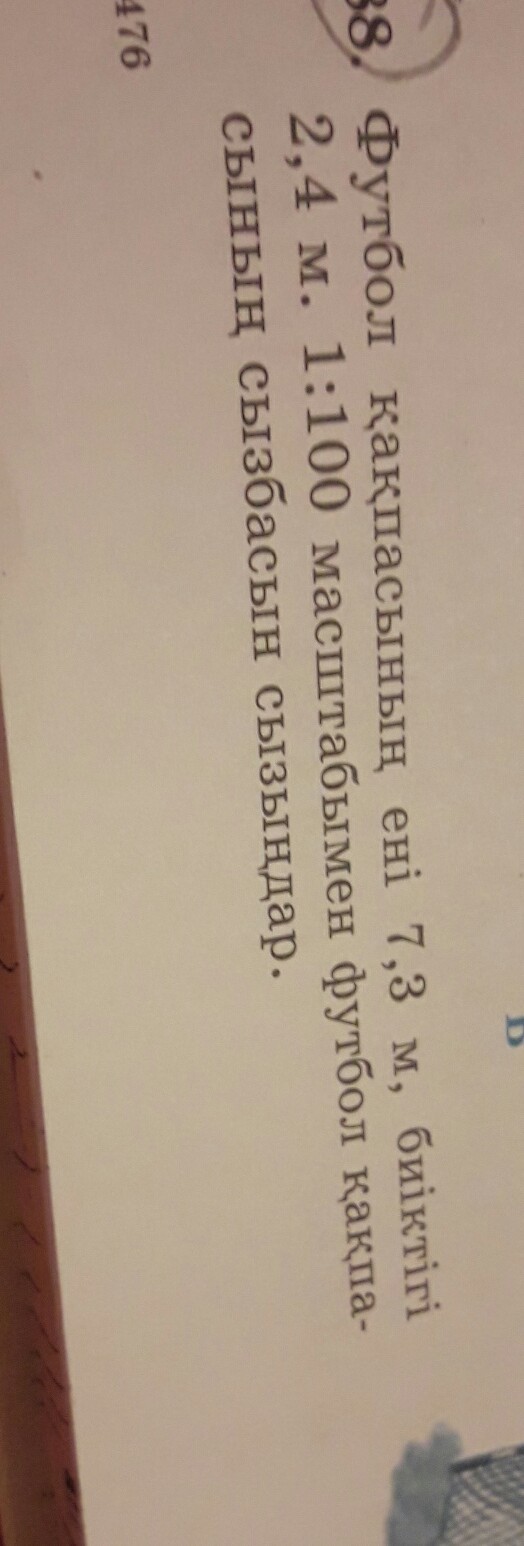 38. Футбол қақпасының ені 7,3 м, биіктігі
2,4 м. 1:100 масштабымен футбол қақпа-
сының сызбасын сызыңдар.
476